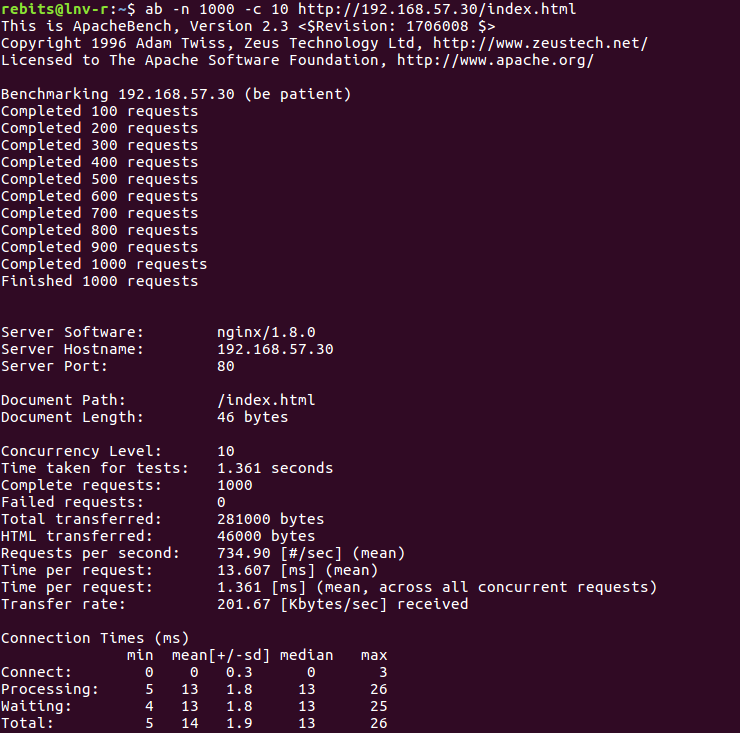 rebits@lnv-r:~$ ab -n 1000 -c 10 http://192.168.57.30/index.html
This is ApacheBench, Version 2.3 <$Revision: 1706008 $>
Copyright 1996 Adam Twiss, Zeus Technology Ltd, http://www.zeustech.net/
Licensed to The Apache Software Foundation, http://www.apache.org/

Benchmarking 192.168.57.30 (be patient)
Completed 100 requests
Completed 200 requests
Completed 300 requests
Completed 400 requests
Completed 500 requests
Completed 600 requests
Completed 700 requests
Completed 800 requests
Completed 900 requests
Completed 1000 requests
Finished 1000 requests


Server Software:        nginx/1.8.0
Server Hostname:        192.168.57.30
Server Port:            80

Document Path:          /index.html
Document Length:        46 bytes

Concurrency Level:      10
Time taken for tests:   1.361 seconds
Complete requests:      1000
Failed requests:        0
Total transferred:      281000 bytes
HTML transferred:       46000 bytes
Requests per second:    734.90 [#/sec] (mean)
Time per request:       13.607 [ms] (mean)
Time per request:       1.361 [ms] (mean, across all concurrent requests)
Transfer rate:          201.67 [Kbytes/sec] received

Connection Times (ms)
              min  mean[+/-sd] median   max
Connect:        0    0   0.3      0       3
Processing:     5   13   1.8     13      26
Waiting:        4   13   1.8     13      25
Total:          5   14   1.9     13      26